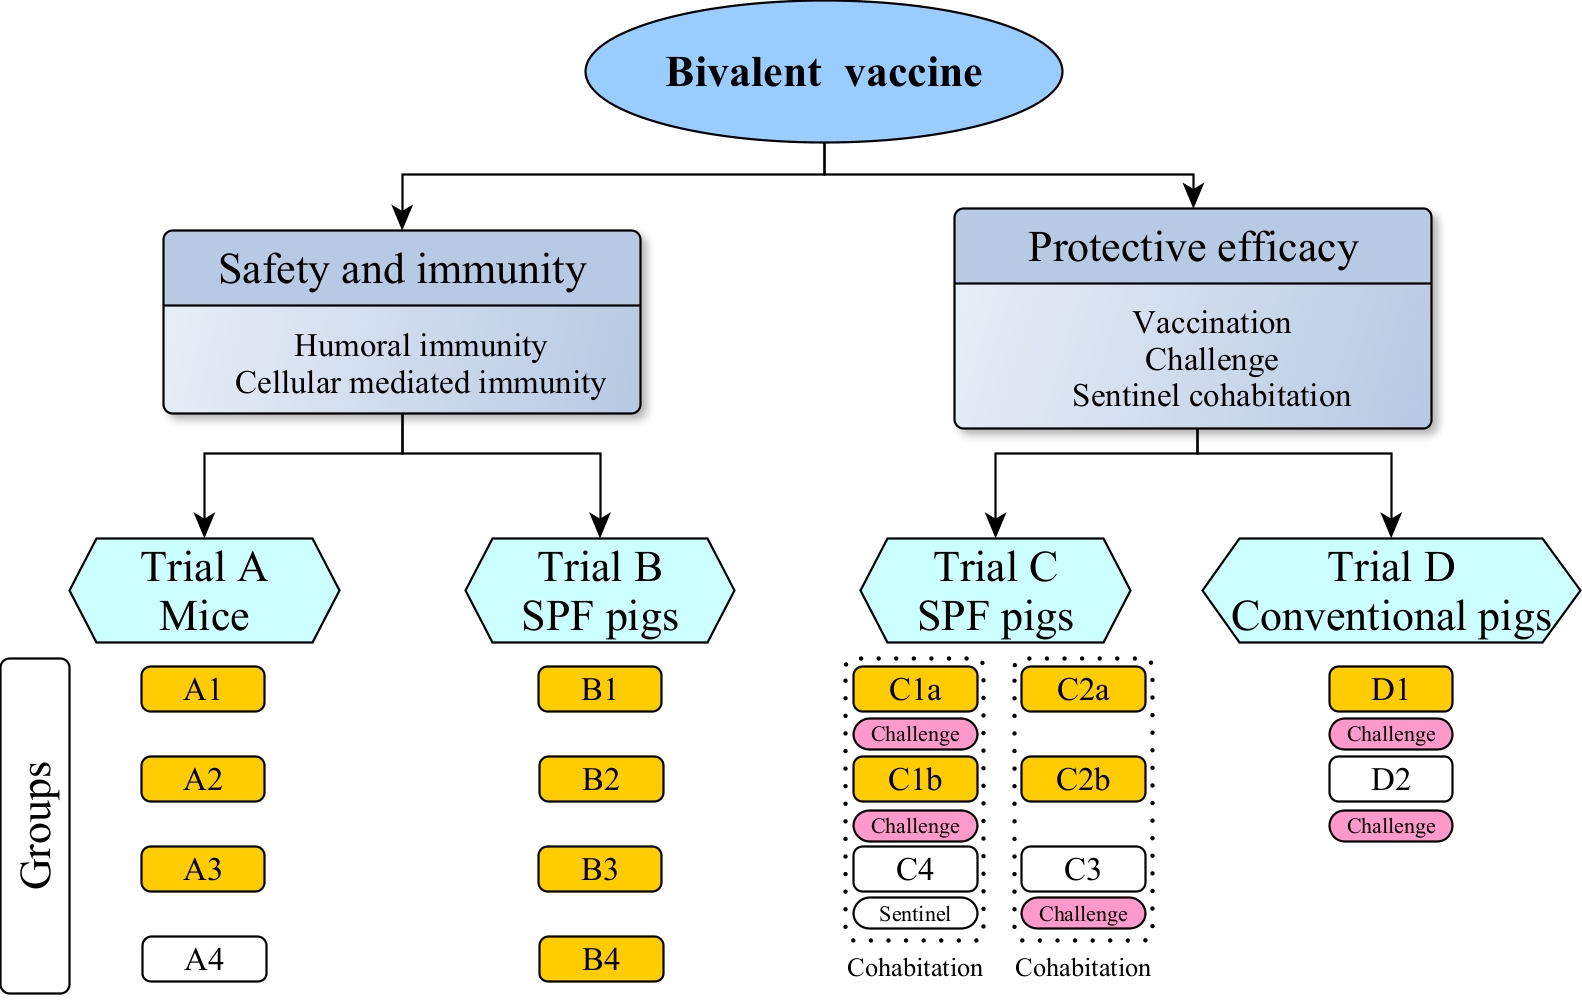 Bivalent vaccine
Safety and immunity
Humoral immunity
Cellular mediated immunity
Protective efficacy
Vaccination
Challenge
Sentinel cohabitation
Trial A
Mice
Trial B
SPF pigs
Trial C
SPF pigs
Trial D
Conventional pigs
Groups
A1
A2
A3
A4
B1
B2
B3
B4
C1a
Challenge
C1b
Challenge
C4
Sentinel
Cohabitation
C2a
C2b
C3
Challenge
Cohabitation
D1
Challenge
D2
Challenge